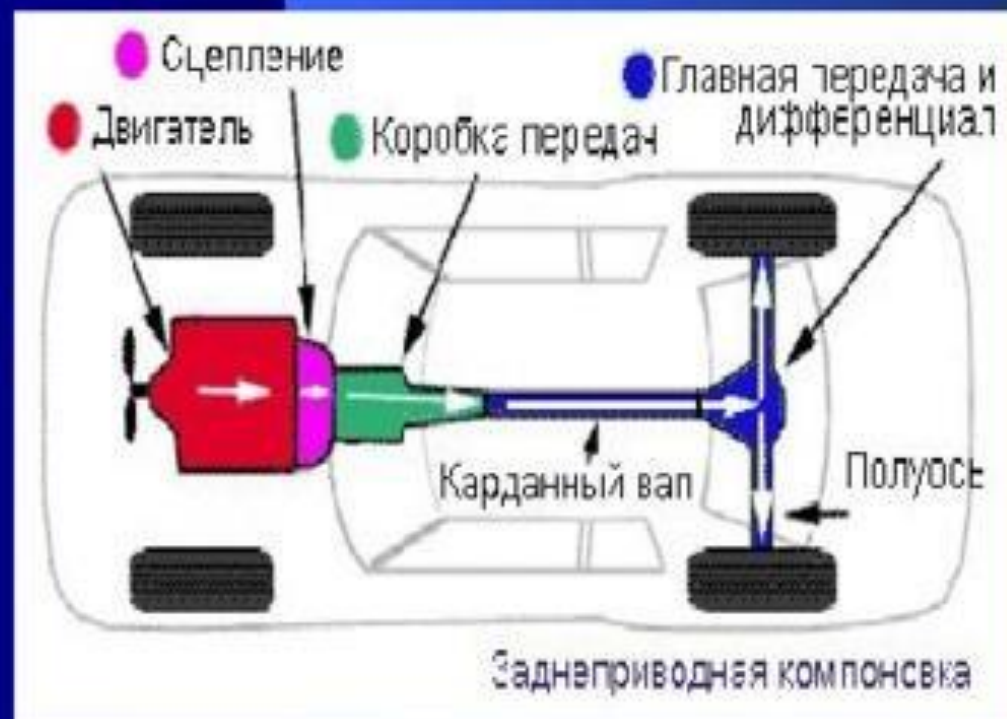 Сцепление
Главная передача и
дифференциал
Двигатель
Коробка передач
Карданный вал
Полуось
Заднеприводная компоновка